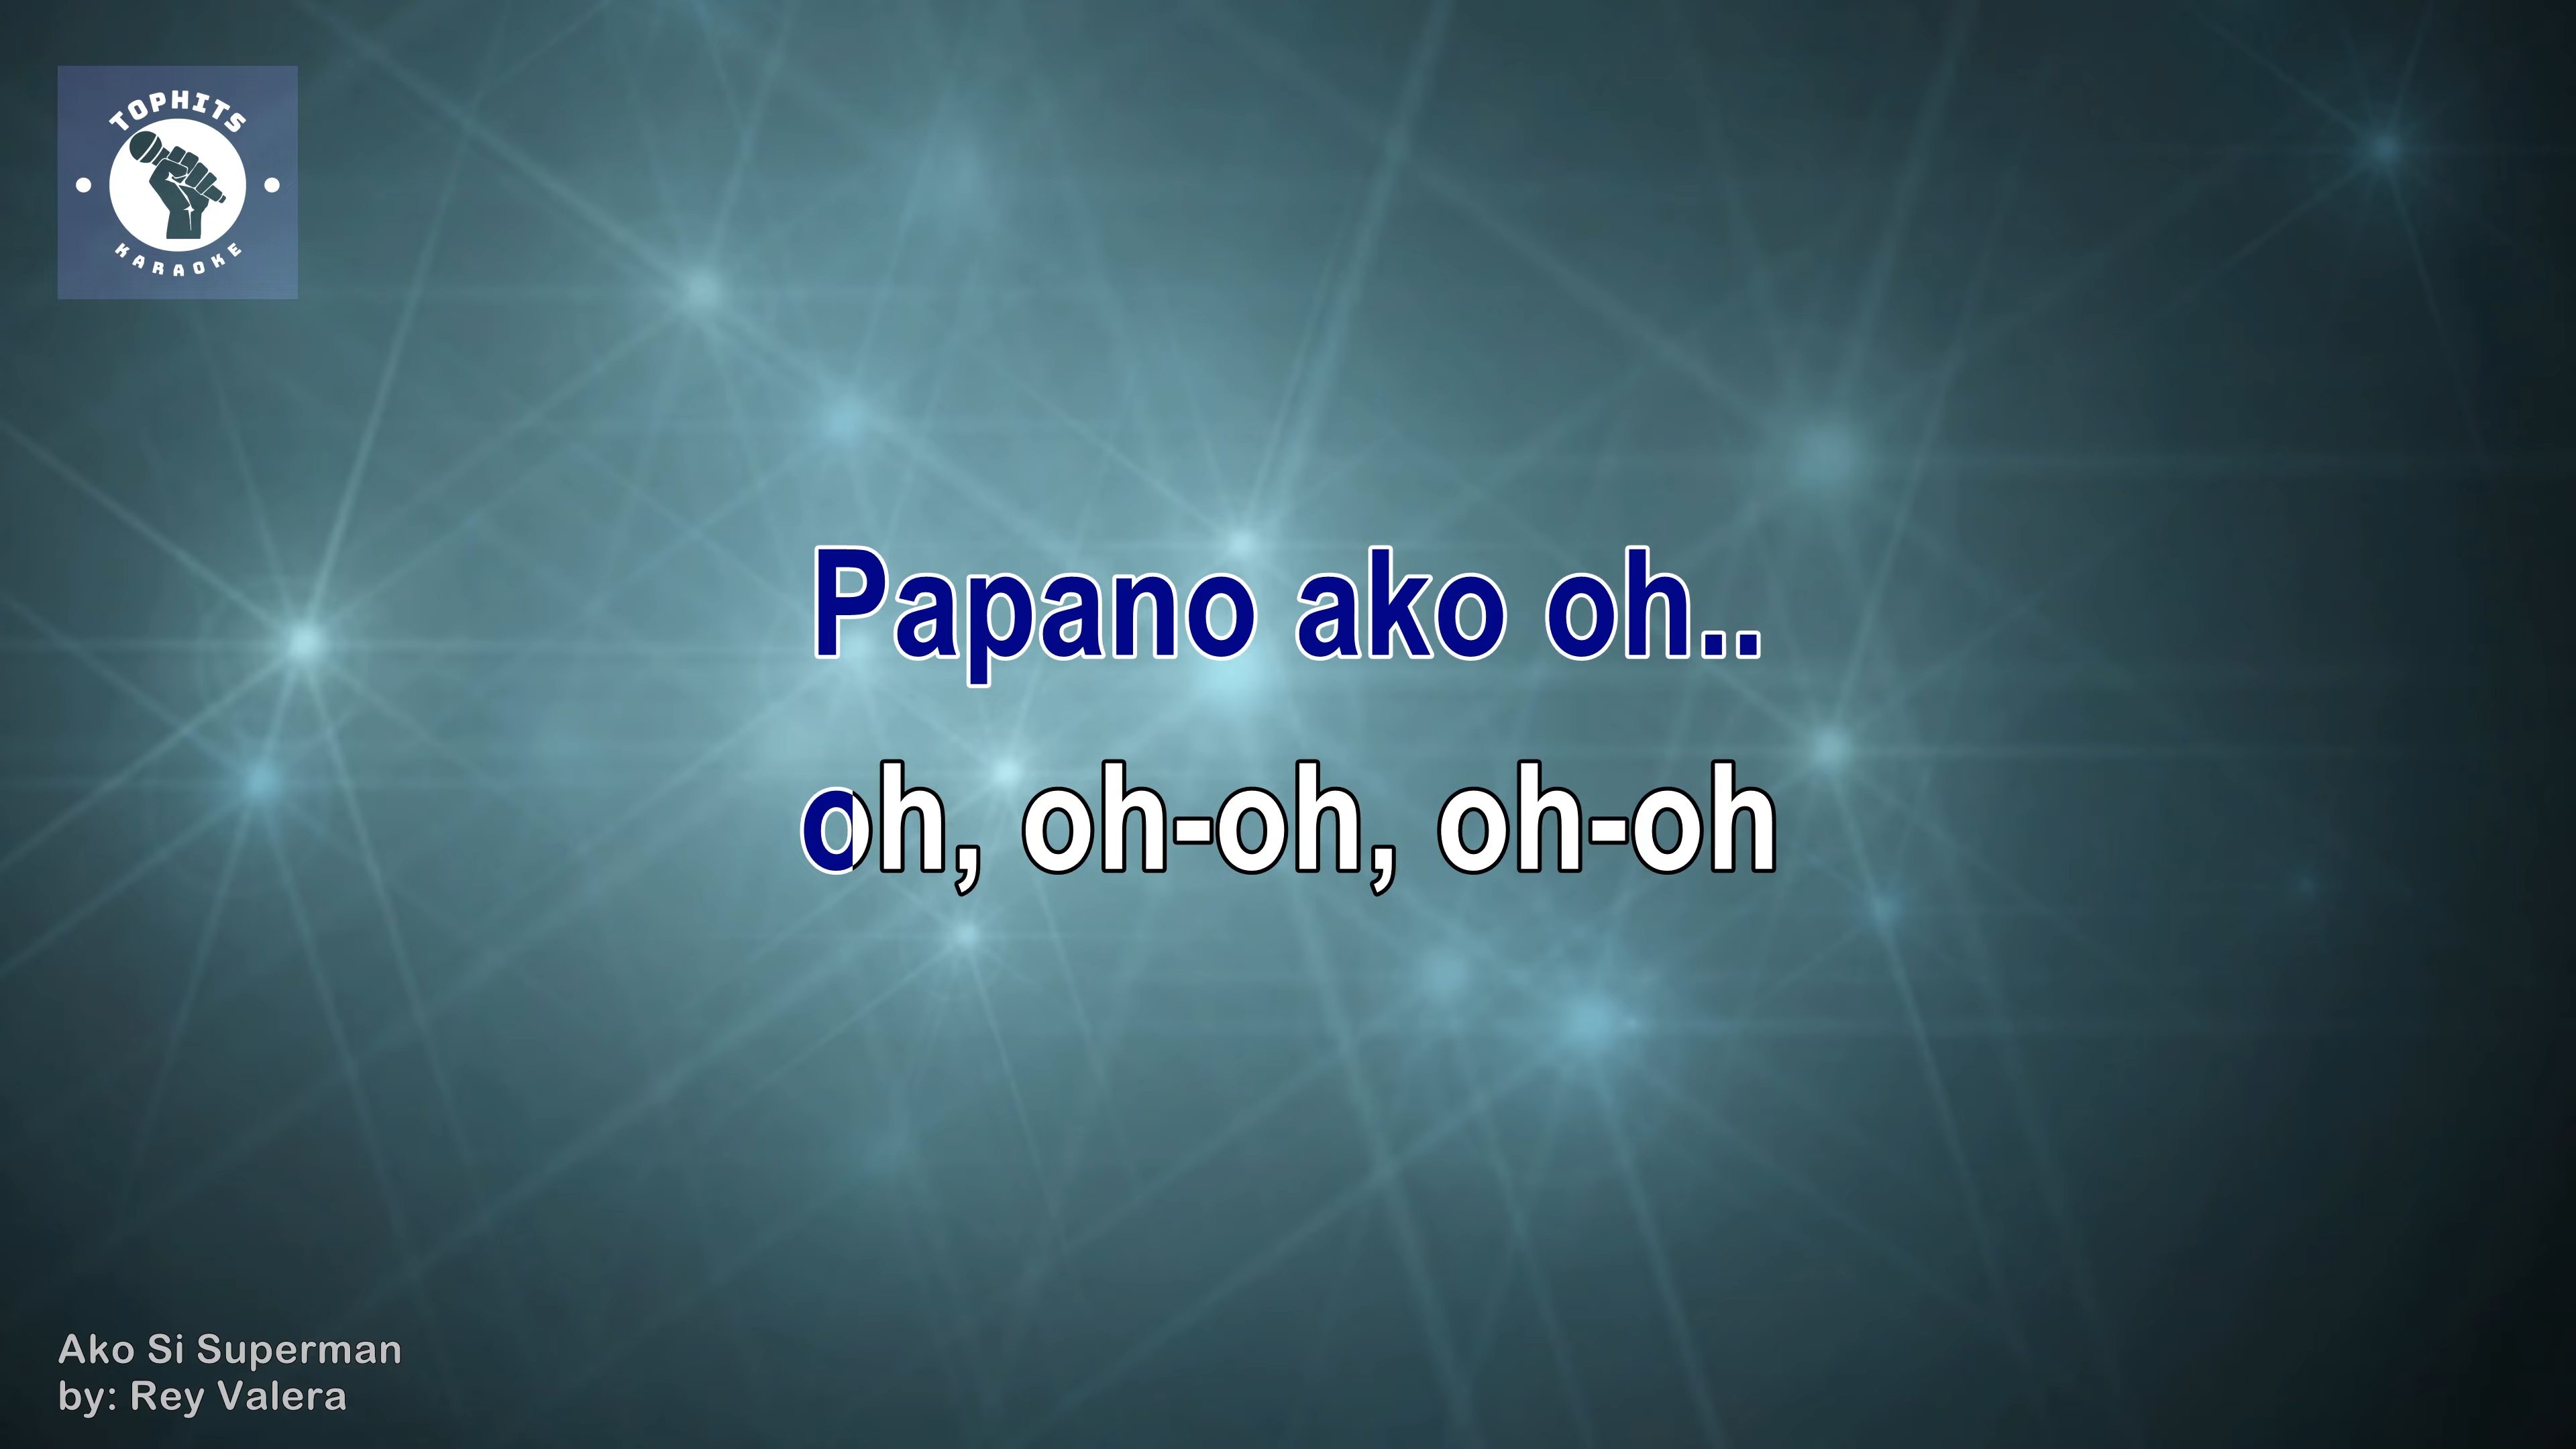 TOPHITS
KARAOKE
Papano ako oh..
oh, oh-oh, oh-oh
Ako Si Superman
by: Rey Valera